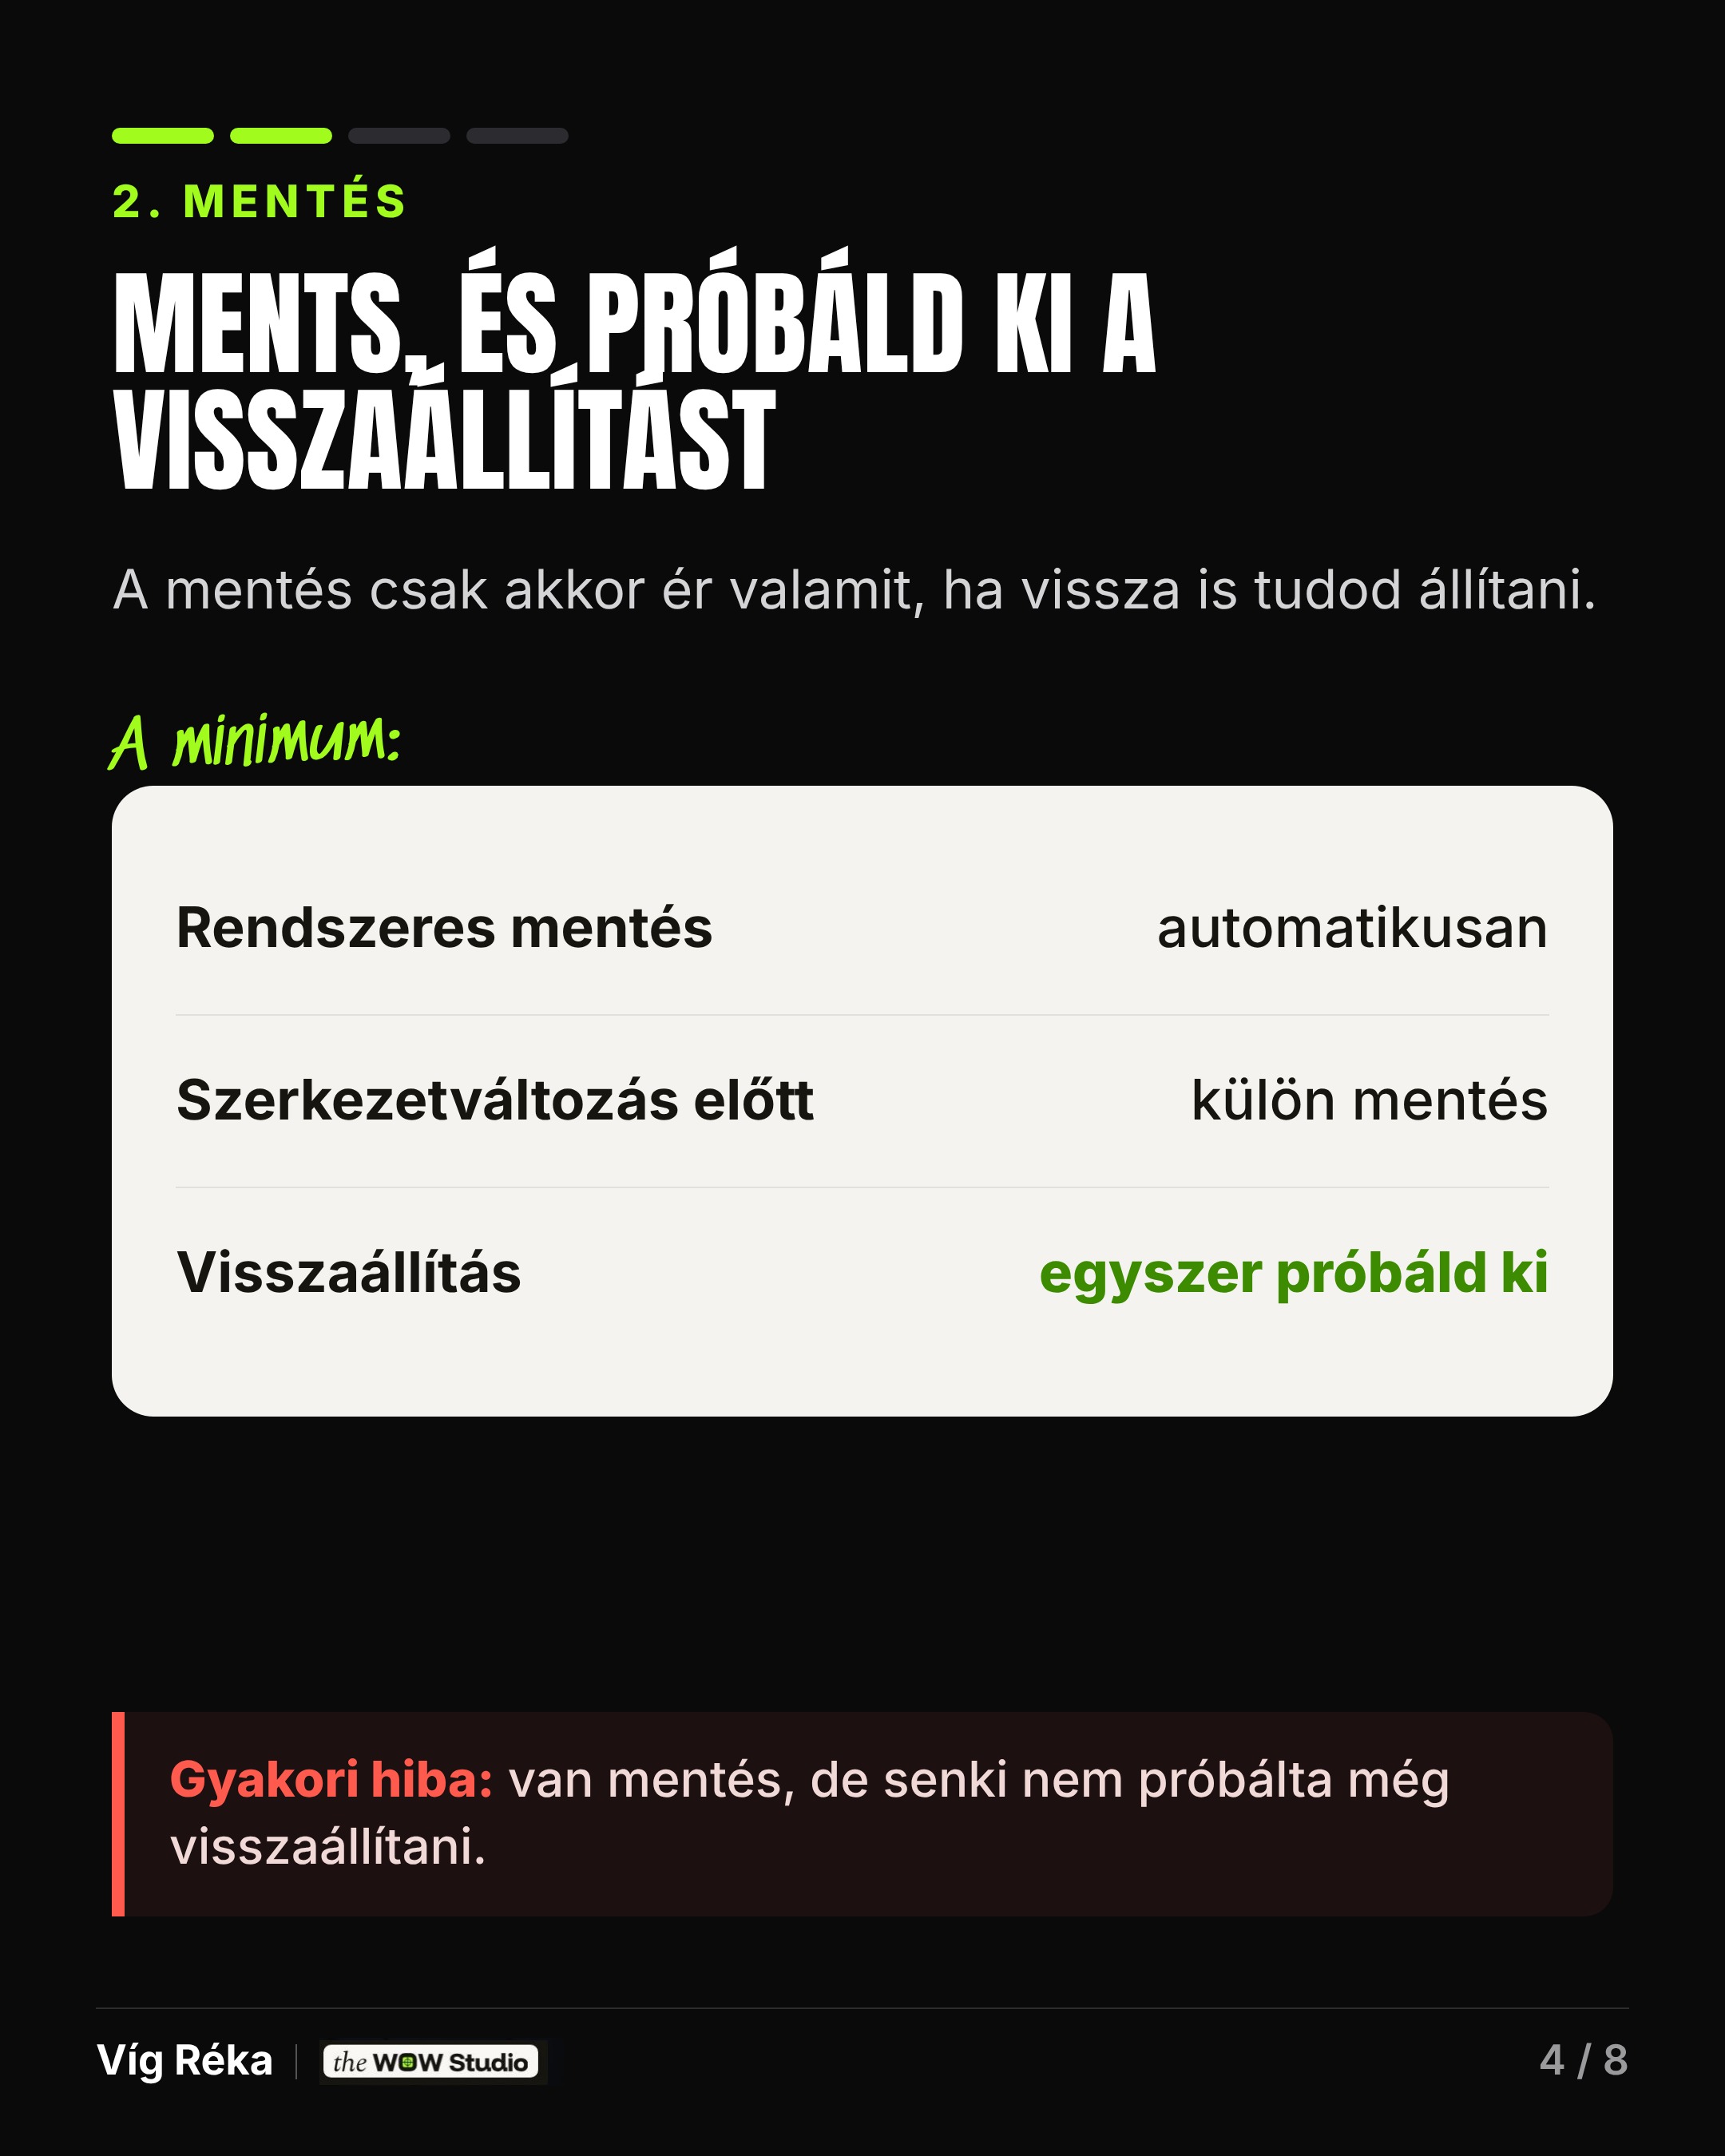 2. MENTÉS
MENTS, ÉS PRÓBÁLD KI A
VISSZAÁLLÍTÁST
A mentés csak akkor ér valamit, ha vissza is tudod állítani.
A minimum:
Rendszeres mentés automatikusan
Szerkezetváltozás előtt külön mentés
Visszaállítás egyszer próbáld ki
Gyakori hiba: van mentés, de senki nem próbálta még
visszaállítani.
Víg Réka the WOW Studio 4 / 8